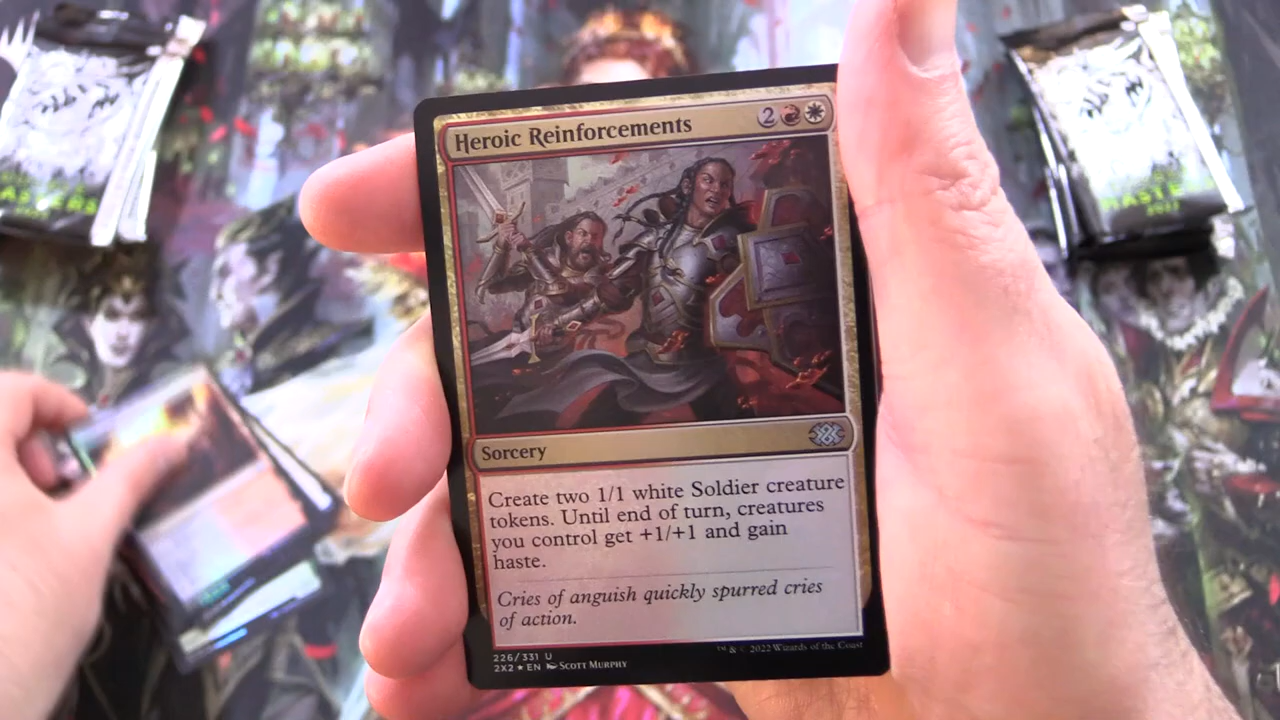 Heroic Reinforcements
2
Sorcery
Create two 1/1 white Soldier creature
tokens. Until end of turn, creatures
you control get +1/+1 and gain
haste.
Cries of anguish quickly spurred cries
of action.
226/331 U
2X2 ★ EN Scott Murphy
™ & © 2022 Wizards of the Coast